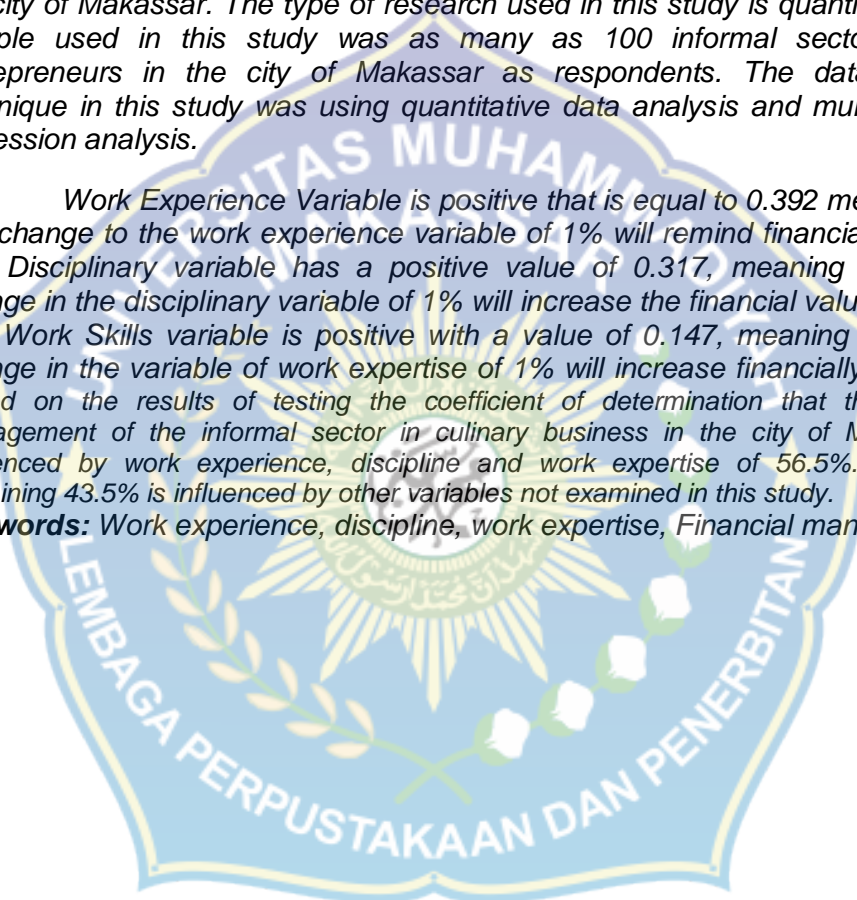 city of Makassar. The type of research used in this study is quanti
ple used in this study was as many as 100 informal secto
epreneurs in the city of Makassar as respondents. The data
nique in this study was using quantitative data analysis and mul
ession analysis.
Work Experience Variable is positive that is equal to 0.392 me
change to the work experience variable of 1% will remind financial
Disciplinary variable has a positive value of 0.317, meaning
nge in the disciplinary variable of 1% will increase the financial valu
Work Skills variable is positive with a value of 0.147, meaning
nge in the variable of work expertise of 1% will increase financially
d on the results of testing the coefficient of determination that th
agement of the informal sector in culinary business in the city of M
enced by work experience, discipline and work expertise of 56.5%.
ining 43.5% is influenced by other variables not examined in this study.
words: Work experience, discipline, work expertise, Financial man
UNIVERSITAS MUHAMMADIYAH
MAKASSAR
LEMBAGA PERPUSTAKAAN DAN PENERBITAN